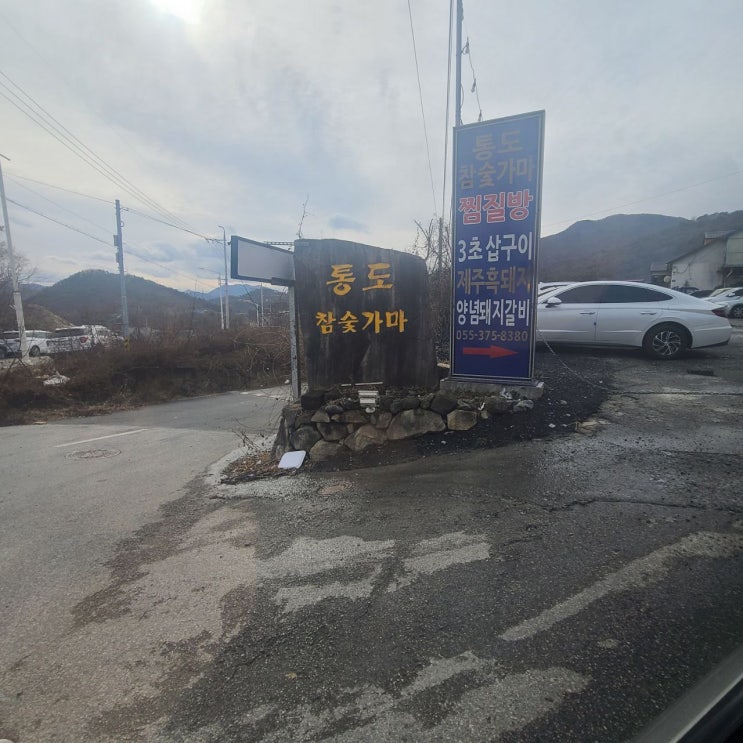 통도
참숯가마
통도
참숯가마
찜질방
3초 삽구이
제주흑돼지
양념돼지갈비
055-375-8380